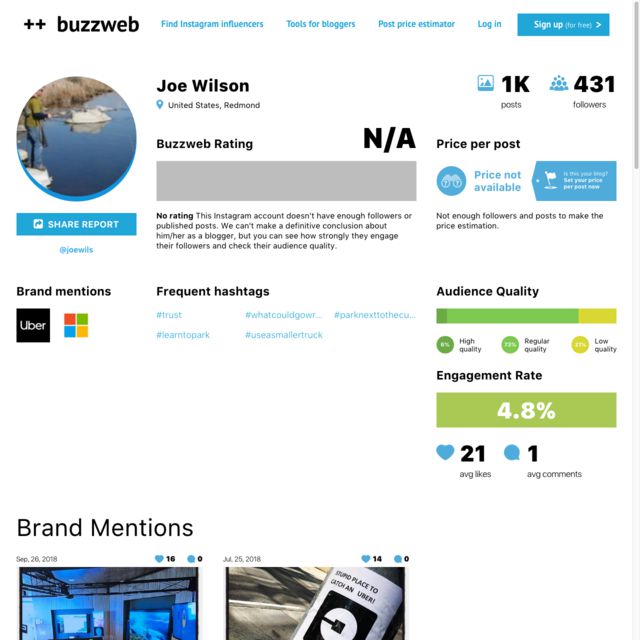 ++ buzzweb
Find Instagram influencers
Tools for bloggers
Post price estimator
Log in
Sign up (for free) >
Joe Wilson
United States, Redmond
1K
posts
431
followers
Buzzweb Rating
N/A
Price per post
Price not
available
Is this your blog?
Set your price
per post now
SHARE REPORT
@joewils
No rating This Instagram account doesn't have enough followers or
published posts. We can't make a definitive conclusion about
him/her as a blogger, but you can see how strongly they engage
their followers and check their audience quality.
Not enough followers and posts to make the
price estimation.
Brand mentions
Uber
Frequent hashtags
#trust
#whatcouldgowr...
#parknexttothecu...
#learntopark
#useasmallertruck
Audience Quality
6%
High
quality
73%
Regular
quality
21%
Low
quality
Engagement Rate
4.8%
21
avg likes
1
avg comments
Brand Mentions
Sep, 26, 2018
16
0
Jul, 25, 2018
14
0
STUPID PLACE TO
CATCH AN UBER!